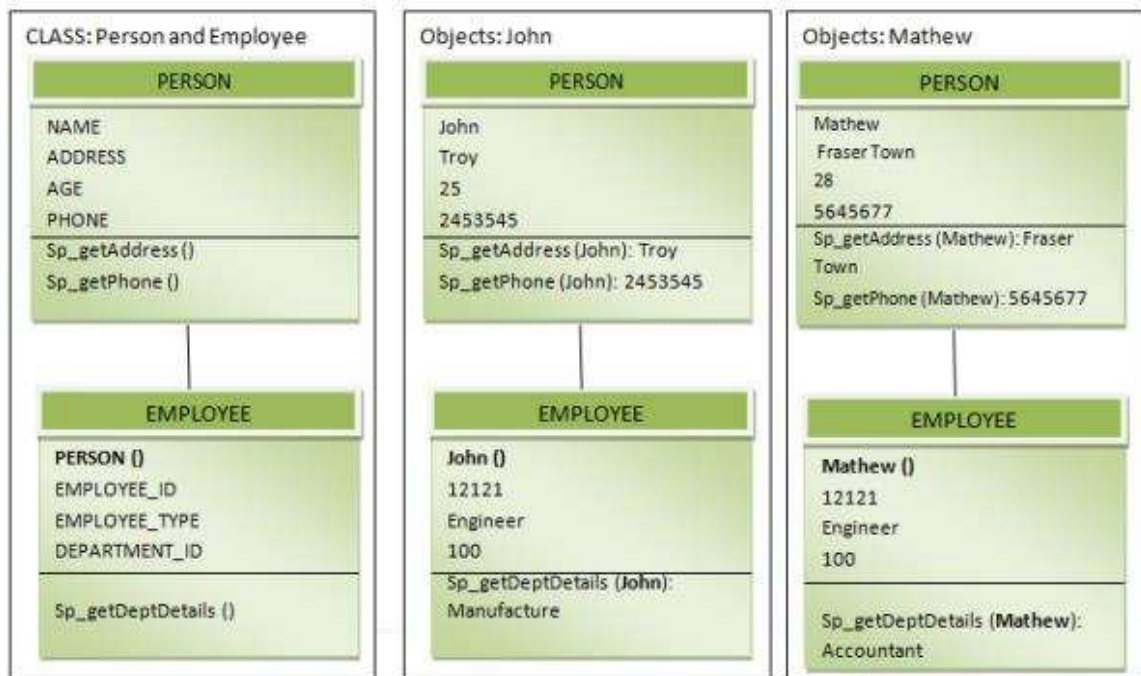 CLASS: Person and Employee
PERSON
NAME
ADDRESS
AGE
PHONE
Sp_getAddress ()
Sp_getPhone ()
EMPLOYEE
PERSON ()
EMPLOYEE_ID
EMPLOYEE_TYPE
DEPARTMENT_ID
Sp_getDeptDetails ()
Objects: John
PERSON
John
Troy
25
2453545
Sp_getAddress (John): Troy
Sp_getPhone (John): 2453545
EMPLOYEE
John ()
12121
Engineer
100
Sp_getDeptDetails (John):
Manufacture
Objects: Mathew
PERSON
Mathew
Fraser Town
28
5645677
Sp_getAddress (Mathew): Fraser
Town
Sp_getPhone (Mathew): 5645677
EMPLOYEE
Mathew ()
12121
Engineer
100
Sp_getDeptDetails (Mathew):
Accountant